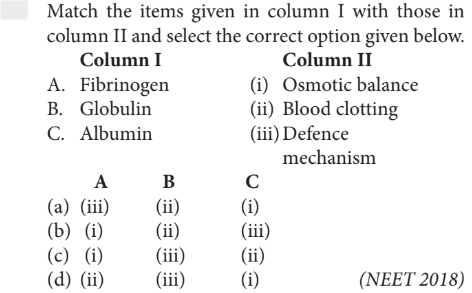 Match the items given in column I with those in
column II and select the correct option given below.
Column I Column II
A. Fibrinogen (i) Osmotic balance
B. Globulin (ii) Blood clotting
C. Albumin (iii) Defence
mechanism
A B C
(a) (iii) (ii) (i)
(b) (i) (ii) (iii)
(c) (i) (iii) (ii)
(d) (ii) (iii) (i) (NEET 2018)